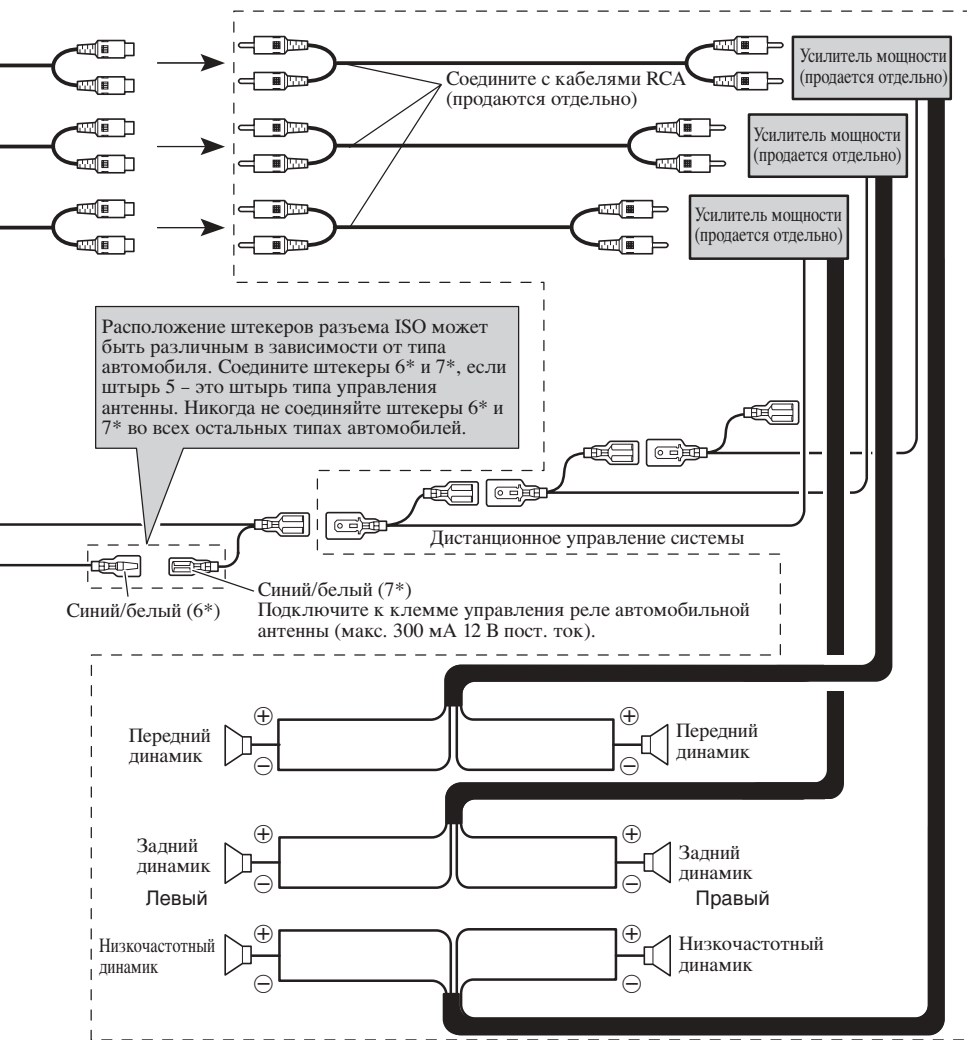 Соедините с кабелями RCA
(продаются отдельно)
Усилитель мощности
(продается отдельно)
Усилитель мощности
(продается отдельно)
Усилитель мощности
(продается отдельно)
Расположение штекеров разъема ISO может
быть различным в зависимости от типа
автомобиля. Соедините штекеры 6* и 7*, если
штырь 5 – это штырь типа управления
антенны. Никогда не соединяйте штекеры 6* и
7* во всех остальных типах автомобилей.
Дистанционное управление системы
Синий/белый (6*)
Синий/белый (7*)
Подключите к клемме управления реле автомобильной
антенны (макс. 300 мА 12 В пост. ток).
Передний
динамик
⊕
⊖
⊕
⊖
Передний
динамик
Задний
динамик
Левый
⊕
⊖
⊕
⊖
Задний
динамик
Правый
Низкочастотный
динамик
⊕
⊖
⊕
⊖
Низкочастотный
динамик